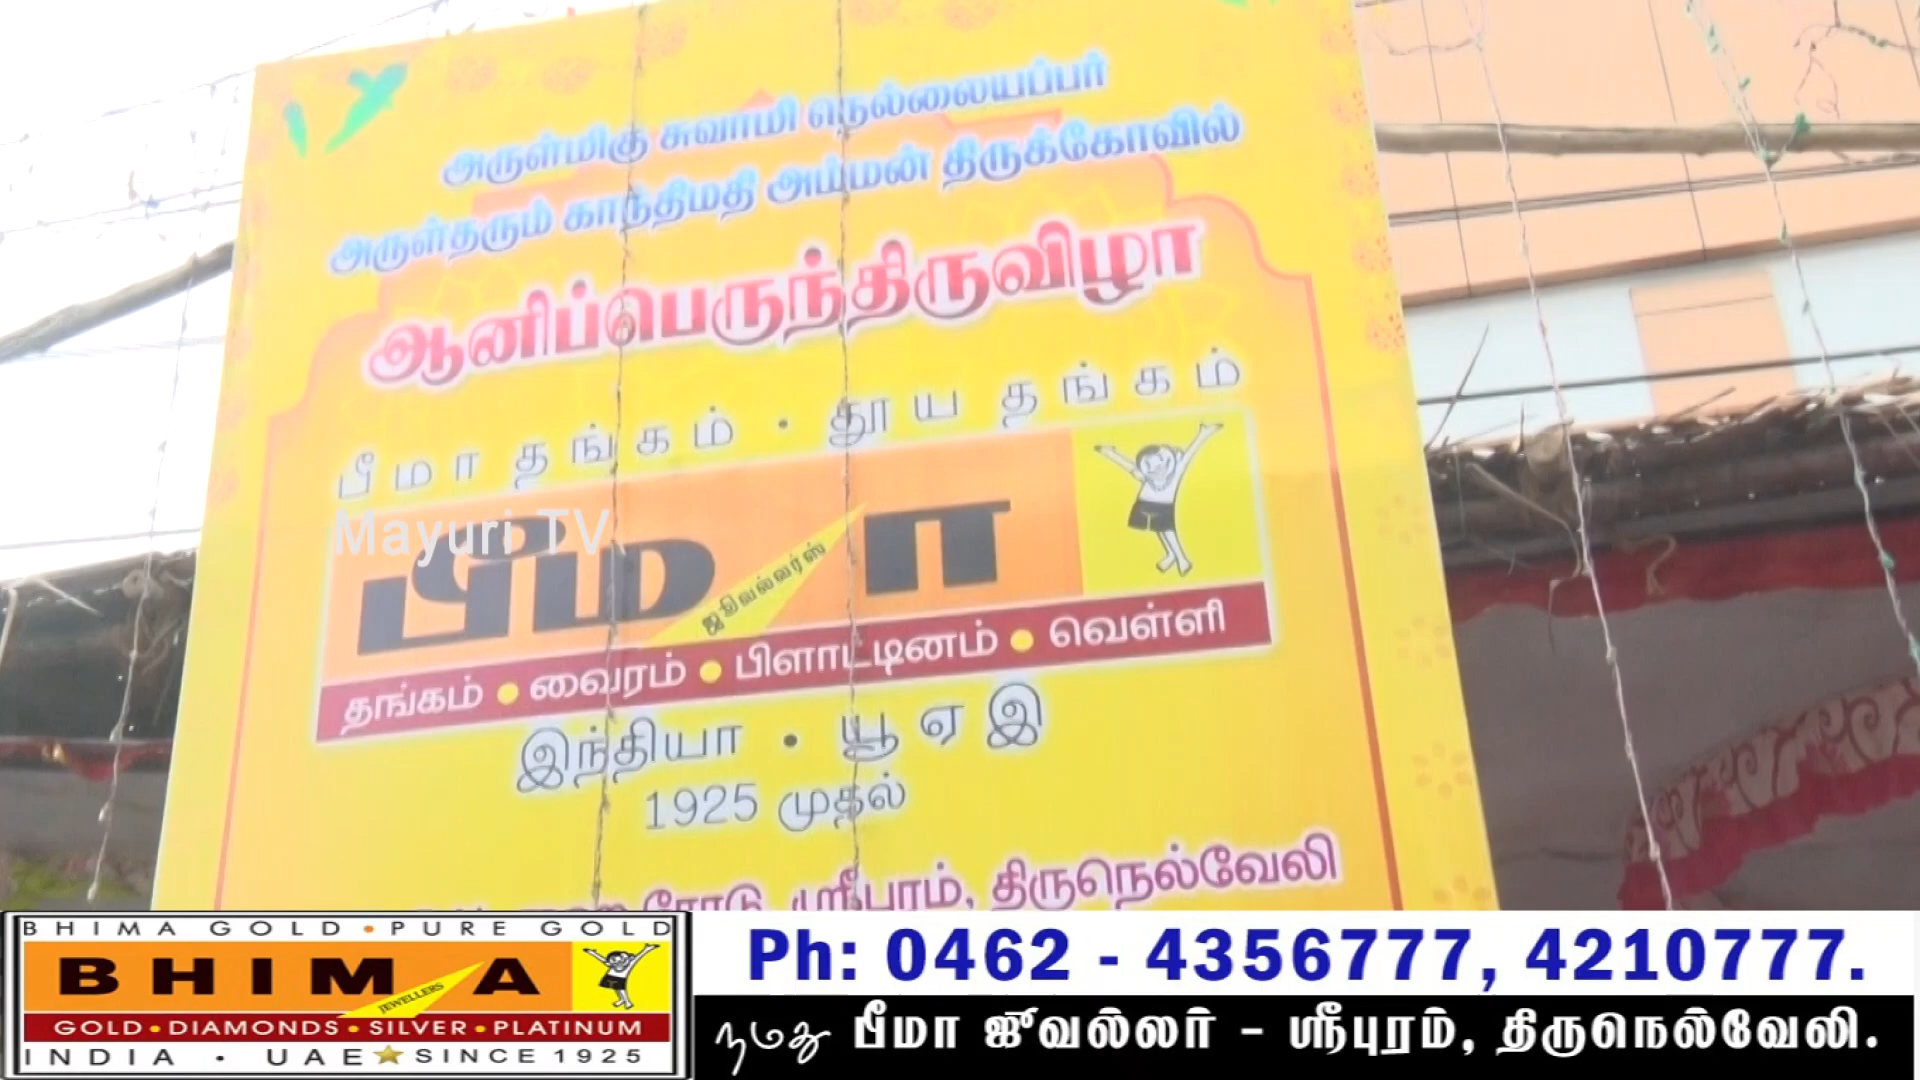 அருள்மிகு சுவாமி நெல்லையப்பர்
அருள்தரும் காந்திமதி அம்மன் திருக்கோவில்
ஆனிப்பெருந்திருவிழா
பீமா தங்கம் • தூய தங்கம்
பீமா
ஜூவல்லர்ஸ்
Mayuri TV
தங்கம் • வைரம் • பிளாட்டினம் • வெள்ளி
இந்தியா • யூ ஏ இ
1925 முதல்
ரோடு, ஸ்ரீபுரம், திருநெல்வேலி
BHIMA GOLD • PURE GOLD
BHIMA
JEWELLERS
GOLD • DIAMONDS • SILVER • PLATINUM
INDIA • UAE ★ SINCE 1925
Ph: 0462 - 4356777, 4210777.
நமது பீமா ஜூவல்லர் - ஸ்ரீபுரம், திருநெல்வேலி.